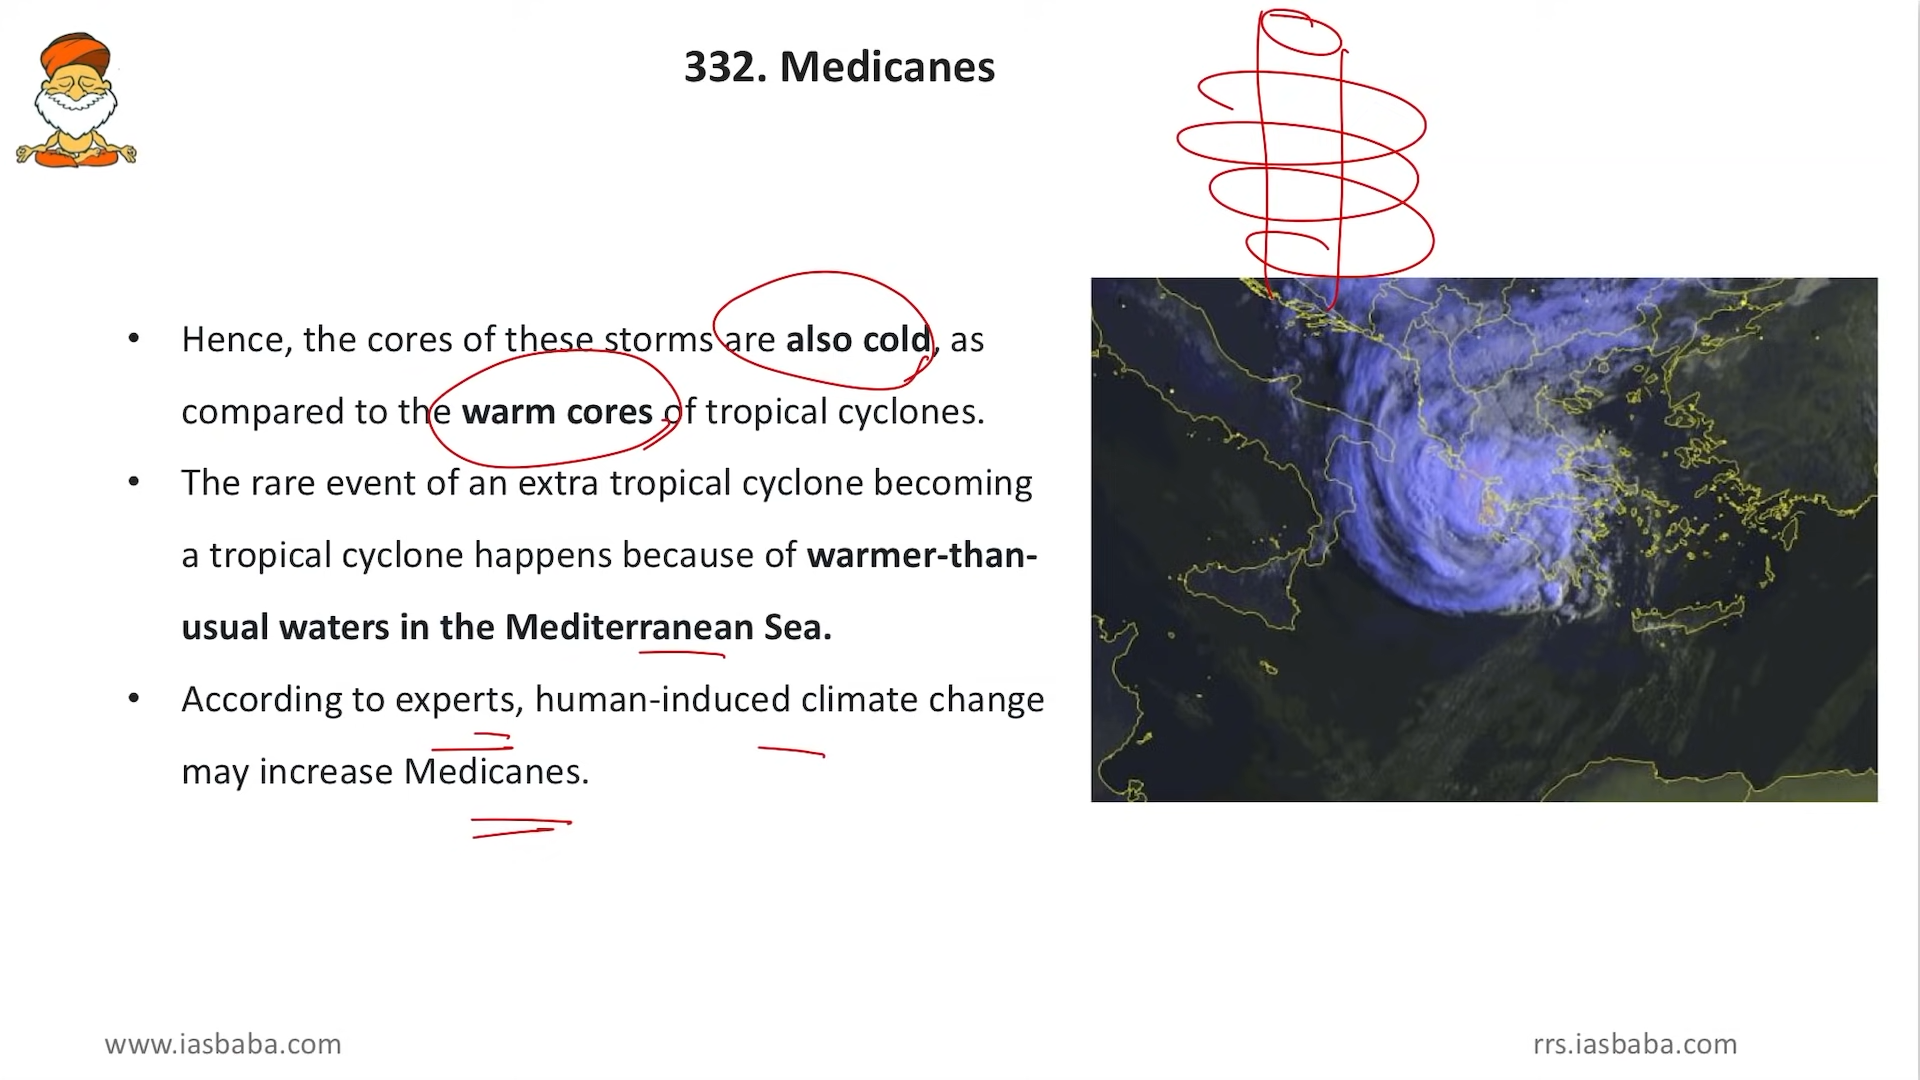 332. Medicanes
• Hence, the cores of these storms are also cold, as
compared to the warm cores of tropical cyclones.
• The rare event of an extra tropical cyclone becoming
a tropical cyclone happens because of warmer-than-
usual waters in the Mediterranean Sea.
• According to experts, human-induced climate change
may increase Medicanes.
www.iasbaba.com
rrs.iasbaba.com